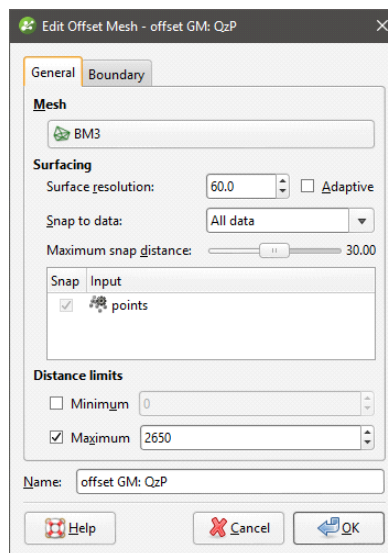 Edit Offset Mesh - offset GM: QzP
General Boundary
Mesh
BM3
Surfacing
Surface resolution: 60.0 Adaptive
Snap to data: All data
Maximum snap distance: 30.00
Snap Input
points
Distance limits
Minimum 0
Maximum 2650
Name: offset GM: QzP
Help Cancel OK